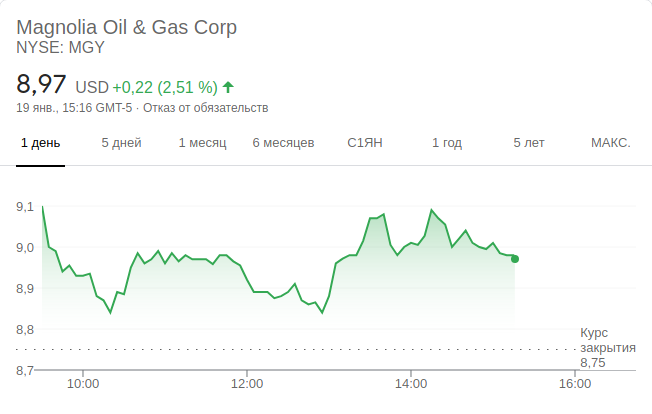 Magnolia Oil & Gas Corp
NYSE: MGY
8,97 USD +0,22 (2,51 %)
19 янв., 15:16 GMT-5 · Отказ от обязательств
1 день 5 дней 1 месяц 6 месяцев С1ЯН 1 год 5 лет МАКС.
9,1
9,0
8,9
8,8
Курс
закрытия
8,75
8,7
10:00 12:00 14:00 16:00